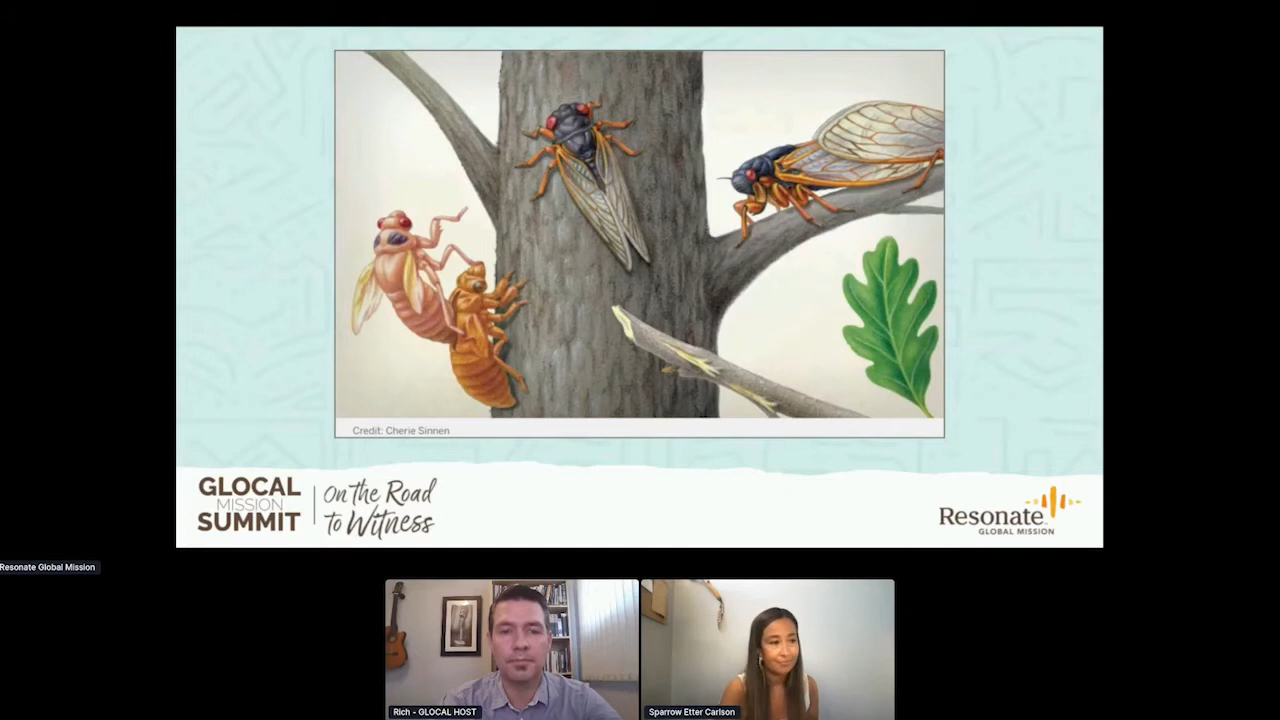 Credit: Cherie Sinnen
GLOCAL
MISSION
SUMMIT
On the Road
to Witness
Resonate
GLOBAL MISSION
Resonate Global Mission
Rich - GLOCAL HOST
Sparrow Etter Carlson